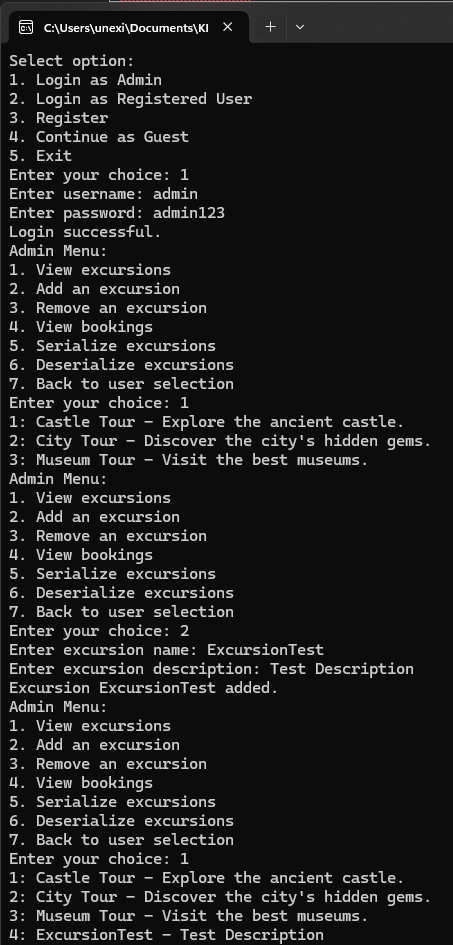 C:\Users\unexi\Documents\KI
Select option:
1. Login as Admin
2. Login as Registered User
3. Register
4. Continue as Guest
5. Exit
Enter your choice: 1
Enter username: admin
Enter password: admin123
Login successful.
Admin Menu:
1. View excursions
2. Add an excursion
3. Remove an excursion
4. View bookings
5. Serialize excursions
6. Deserialize excursions
7. Back to user selection
Enter your choice: 1
1: Castle Tour - Explore the ancient castle.
2: City Tour - Discover the city's hidden gems.
3: Museum Tour - Visit the best museums.
Admin Menu:
1. View excursions
2. Add an excursion
3. Remove an excursion
4. View bookings
5. Serialize excursions
6. Deserialize excursions
7. Back to user selection
Enter your choice: 2
Enter excursion name: ExcursionTest
Enter excursion description: Test Description
Excursion ExcursionTest added.
Admin Menu:
1. View excursions
2. Add an excursion
3. Remove an excursion
4. View bookings
5. Serialize excursions
6. Deserialize excursions
7. Back to user selection
Enter your choice: 1
1: Castle Tour - Explore the ancient castle.
2: City Tour - Discover the city's hidden gems.
3: Museum Tour - Visit the best museums.
4: ExcursionTest - Test Description